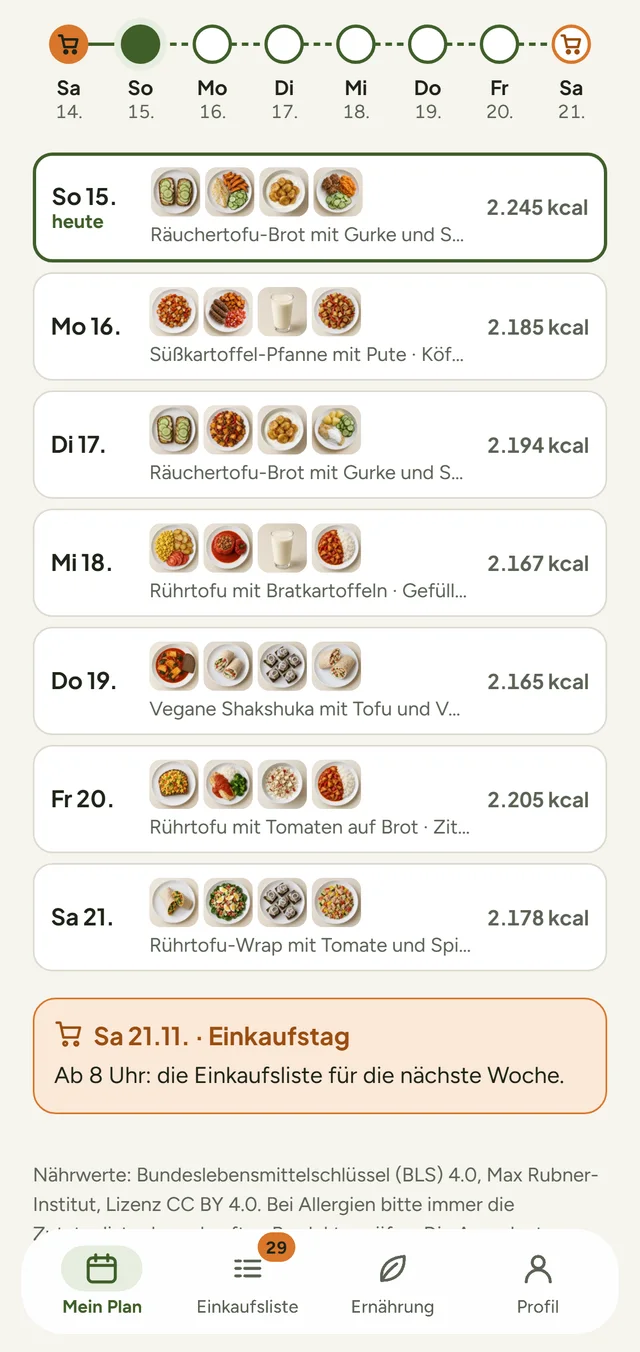 Sa So Mo Di Mi Do Fr Sa
14. 15. 16. 17. 18. 19. 20. 21.
So 15.
heute
Räuchertofu-Brot mit Gurke und S...
2.245 kcal
Mo 16.
Süßkartoffel-Pfanne mit Pute · Köf...
2.185 kcal
Di 17.
Räuchertofu-Brot mit Gurke und S...
2.194 kcal
Mi 18.
Rührtofu mit Bratkartoffeln · Gefüll...
2.167 kcal
Do 19.
Vegane Shakshuka mit Tofu und V...
2.165 kcal
Fr 20.
Rührtofu mit Tomaten auf Brot · Zit...
2.205 kcal
Sa 21.
Rührtofu-Wrap mit Tomate und Spi...
2.178 kcal
Sa 21.11. · Einkaufstag
Ab 8 Uhr: die Einkaufsliste für die nächste Woche.
Nährwerte: Bundeslebensmittelschlüssel (BLS) 4.0, Max Rubner-
Institut, Lizenz CC BY 4.0. Bei Allergien bitte immer die
29
Mein Plan Einkaufsliste Ernährung Profil